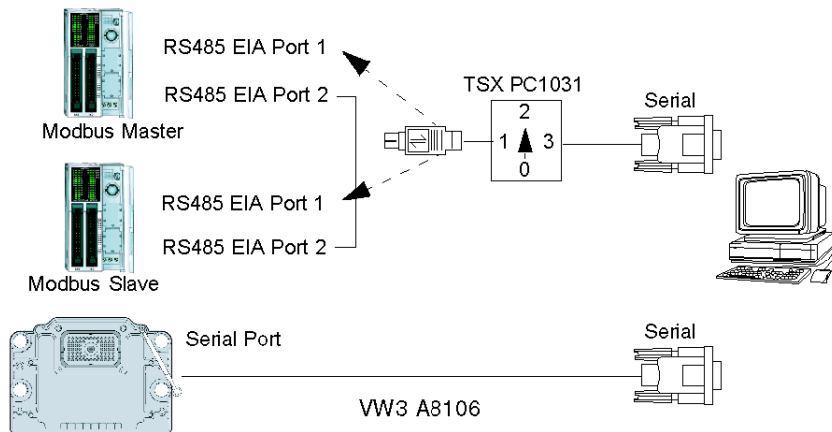 RS485 EIA Port 1
RS485 EIA Port 2
Modbus Master
TSX PC1031
2
1 3
0
Serial
RS485 EIA Port 1
RS485 EIA Port 2
Modbus Slave
Serial Port
Serial
VW3 A8106